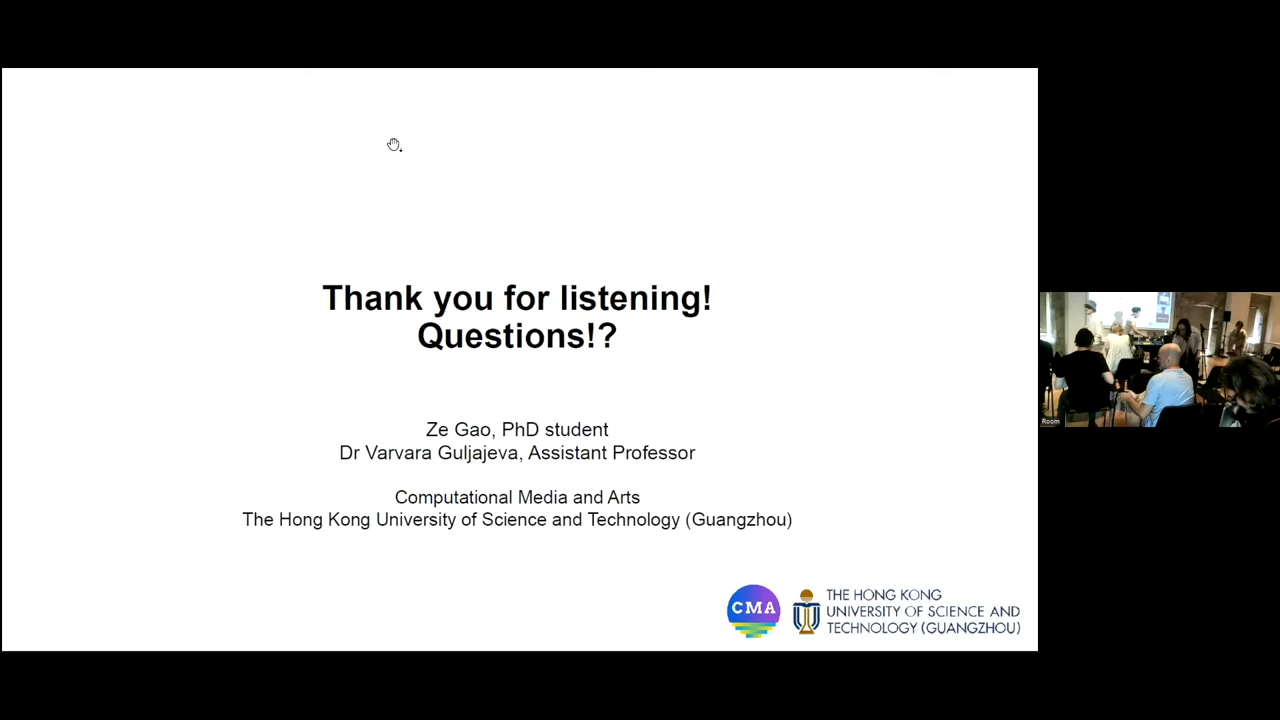 Thank you for listening!
Questions!?
Ze Gao, PhD student
Dr Varvara Guljajeva, Assistant Professor
Computational Media and Arts
The Hong Kong University of Science and Technology (Guangzhou)
CMA
THE HONG KONG
UNIVERSITY OF SCIENCE AND
TECHNOLOGY (GUANGZHOU)
Room